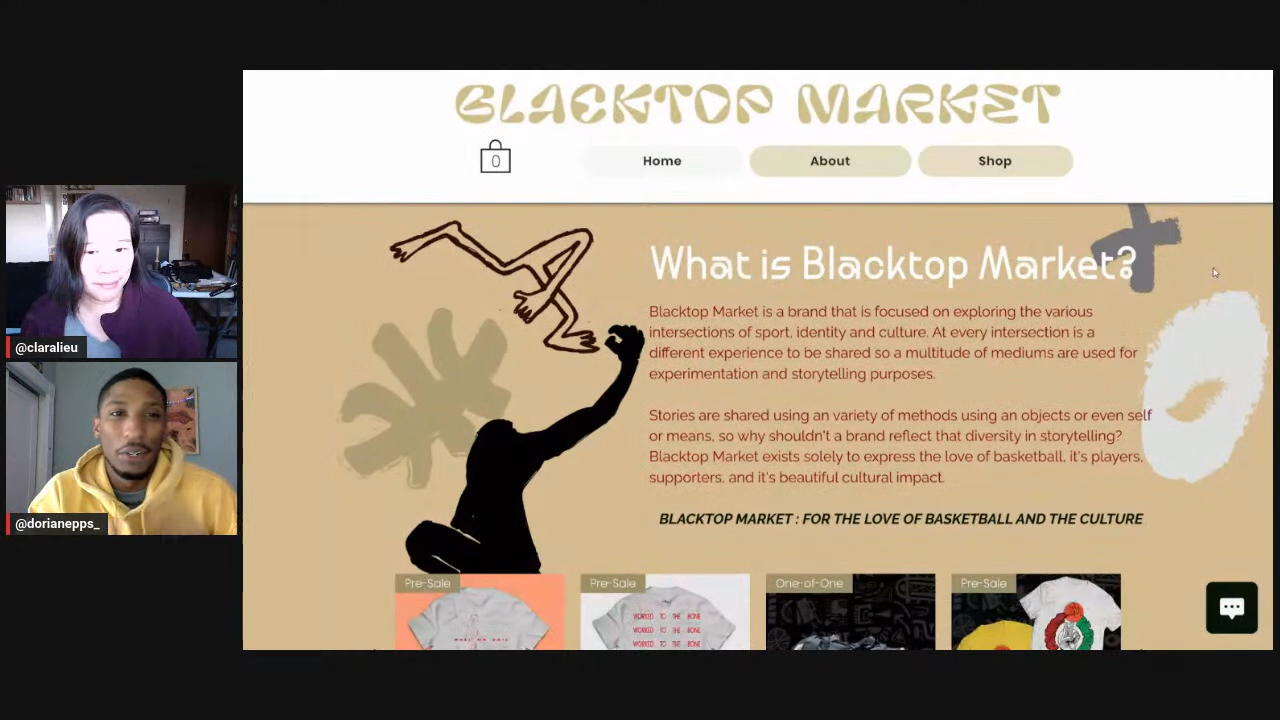 BLACKTOP MARKET
0
Home
About
Shop
What is Blacktop Market?
Blacktop Market is a brand that is focused on exploring the various
intersections of sport, identity and culture. At every intersection is a
different experience to be shared so a multitude of mediums are used for
experimentation and storytelling purposes.
Stories are shared using an variety of methods using an objects or even self
or means, so why shouldn't a brand reflect that diversity in storytelling?
Blacktop Market exists solely to express the love of basketball, it's players,
supporters, and it's beautiful cultural impact.
BLACKTOP MARKET : FOR THE LOVE OF BASKETBALL AND THE CULTURE
Pre-Sale
Pre-Sale
One-of-One
Pre-Sale
WORKED TO THE BONE
WORKED TO THE BONE
WORKED TO THE BONE
@claralieu
@dorianepps_